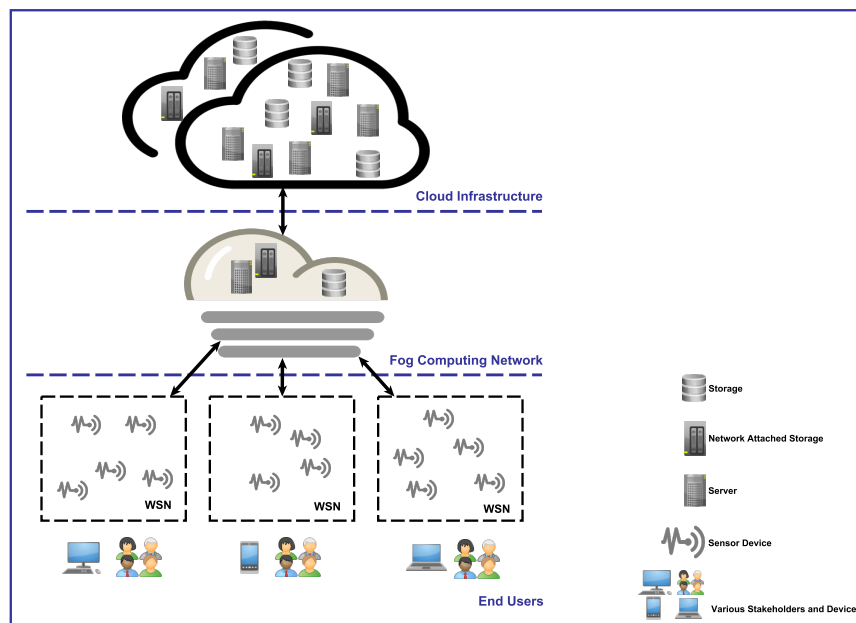 Cloud Infrastructure
Fog Computing Network
WSN
WSN
WSN
End Users
Storage
Network Attached Storage
Server
Sensor Device
Various Stakeholders and Device